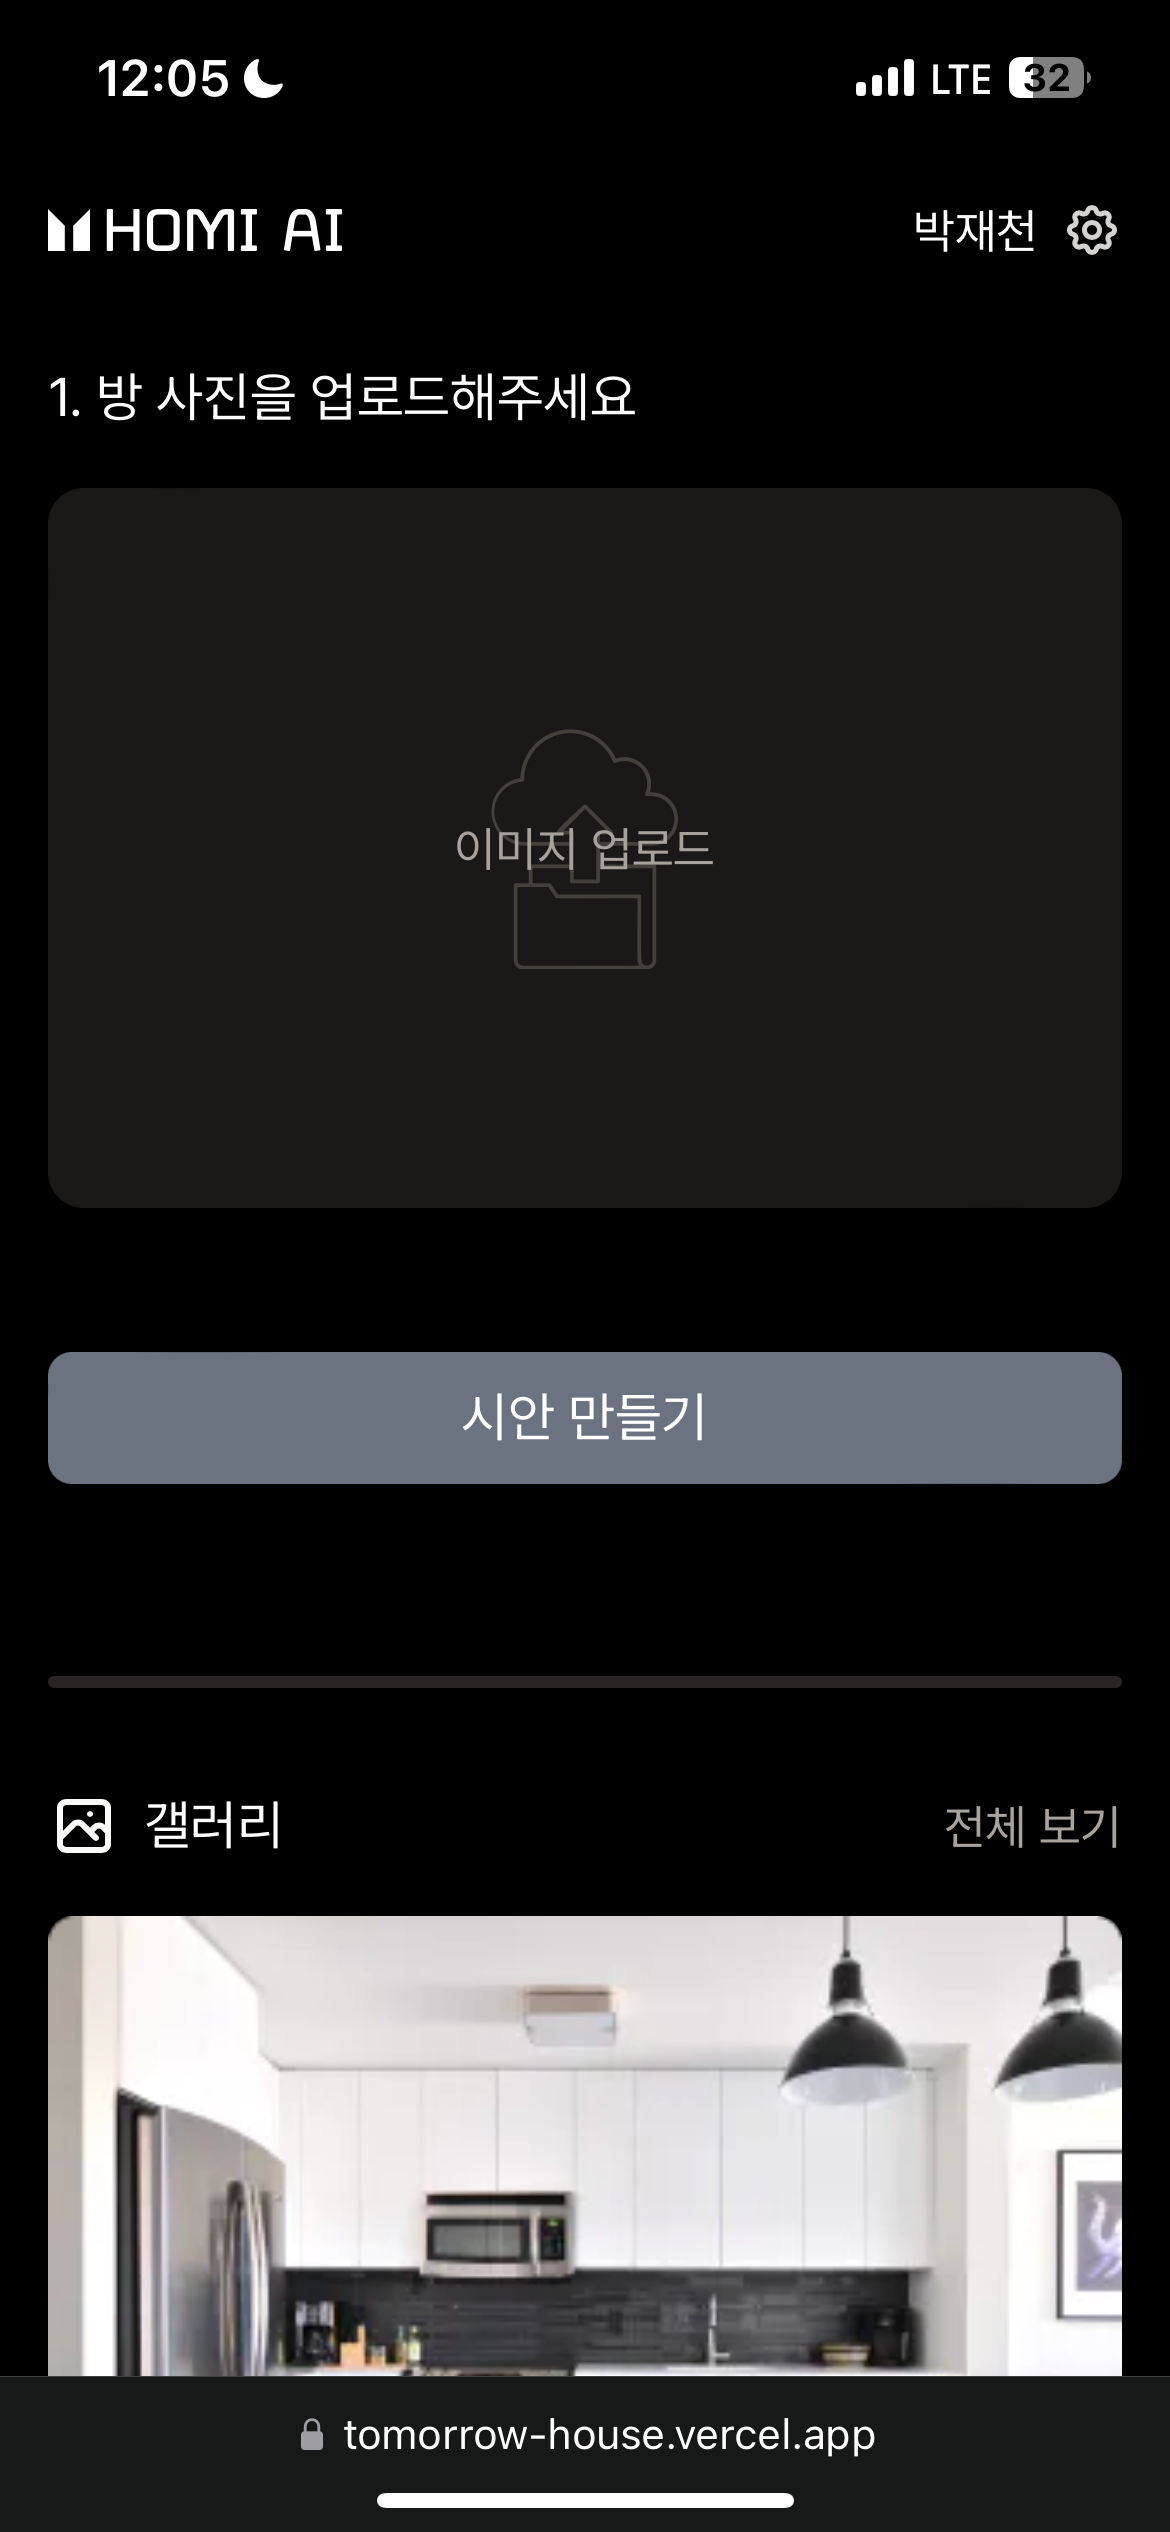 12:05
LTE 32
HOMI AI
박재천
1. 방 사진을 업로드해주세요
이미지 업로드
시안 만들기
갤러리
전체 보기
tomorrow-house.vercel.app